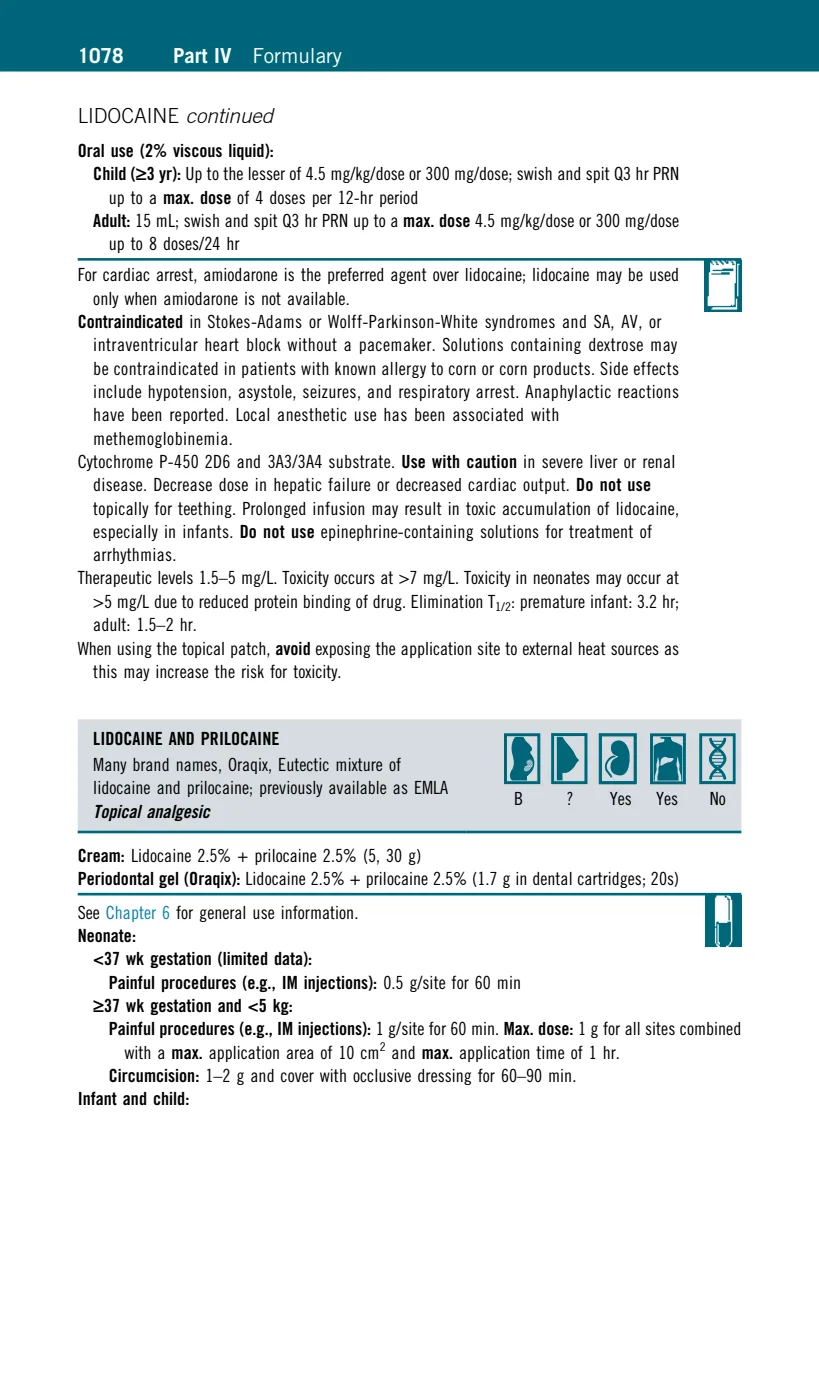 1078 Part IV Formulary
LIDOCAINE continued
Oral use (2% viscous liquid):
Child (≥3 yr): Up to the lesser of 4.5 mg/kg/dose or 300 mg/dose; swish and spit Q3 hr PRN
up to a max. dose of 4 doses per 12-hr period
Adult: 15 mL; swish and spit Q3 hr PRN up to a max. dose 4.5 mg/kg/dose or 300 mg/dose
up to 8 doses/24 hr
For cardiac arrest, amiodarone is the preferred agent over lidocaine; lidocaine may be used
only when amiodarone is not available.
Contraindicated in Stokes-Adams or Wolff-Parkinson-White syndromes and SA, AV, or
intraventricular heart block without a pacemaker. Solutions containing dextrose may
be contraindicated in patients with known allergy to corn or corn products. Side effects
include hypotension, asystole, seizures, and respiratory arrest. Anaphylactic reactions
have been reported. Local anesthetic use has been associated with
methemoglobinemia.
Cytochrome P-450 2D6 and 3A3/3A4 substrate. Use with caution in severe liver or renal
disease. Decrease dose in hepatic failure or decreased cardiac output. Do not use
topically for teething. Prolonged infusion may result in toxic accumulation of lidocaine,
especially in infants. Do not use epinephrine-containing solutions for treatment of
arrhythmias.
Therapeutic levels 1.5–5 mg/L. Toxicity occurs at >7 mg/L. Toxicity in neonates may occur at
>5 mg/L due to reduced protein binding of drug. Elimination T1/2: premature infant: 3.2 hr;
adult: 1.5–2 hr.
When using the topical patch, avoid exposing the application site to external heat sources as
this may increase the risk for toxicity.
LIDOCAINE AND PRILOCAINE
Many brand names, Oraqix, Eutectic mixture of
lidocaine and prilocaine; previously available as EMLA
Topical analgesic
B ? Yes Yes No
Cream: Lidocaine 2.5% + prilocaine 2.5% (5, 30 g)
Periodontal gel (Oraqix): Lidocaine 2.5% + prilocaine 2.5% (1.7 g in dental cartridges; 20s)
See Chapter 6 for general use information.
Neonate:
<37 wk gestation (limited data):
Painful procedures (e.g., IM injections): 0.5 g/site for 60 min
≥37 wk gestation and <5 kg:
Painful procedures (e.g., IM injections): 1 g/site for 60 min. Max. dose: 1 g for all sites combined
with a max. application area of 10 cm² and max. application time of 1 hr.
Circumcision: 1–2 g and cover with occlusive dressing for 60–90 min.
Infant and child: